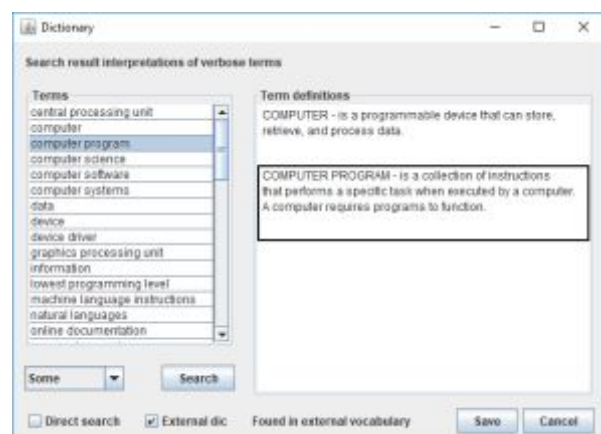 Dictionary
Search result interpretations of verbose terms
Terms
central processing unit
computer
computer program
computer science
computer software
computer systems
data
device
device driver
graphics processing unit
information
lowest programming level
machine language instructions
natural languages
online documentation
Term definitions
COMPUTER - is a programmable device that can store,
retrieve, and process data.
COMPUTER PROGRAM - is a collection of instructions
that performs a specific task when executed by a computer.
A computer requires programs to function.
Some
Search
Direct search
External dic
Found in external vocabulary
Save
Cancel